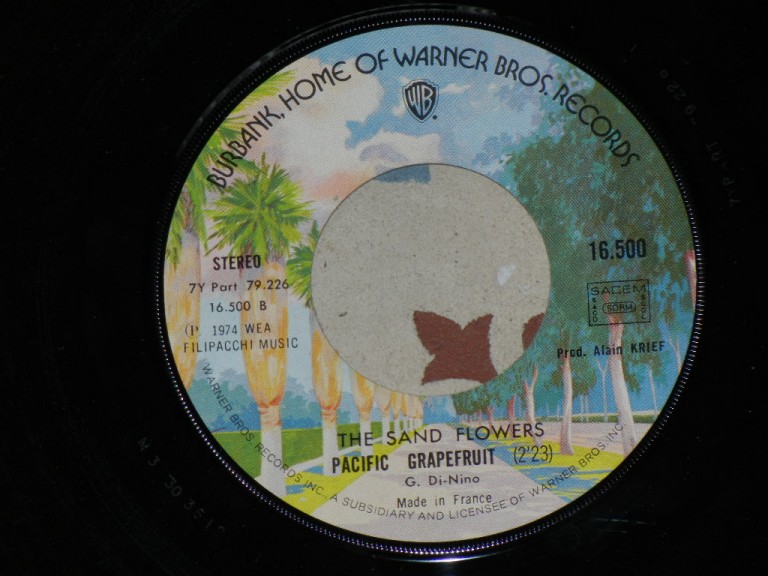 BURBANK, HOME OF WARNER BROS. RECORDS
WB
STEREO
7Y Part 79.226
16.500 B
(P) 1974 WEA
FILIPACCHI MUSIC
16.500
SACEM
SDRM
Prod. Alain KRIEF
THE SAND FLOWERS
PACIFIC GRAPEFRUIT (2'23)
G. Di-Nino
Made in France
WARNER BROS. RECORDS INC. A SUBSIDIARY AND LICENSEE OF WARNER BROS. INC.